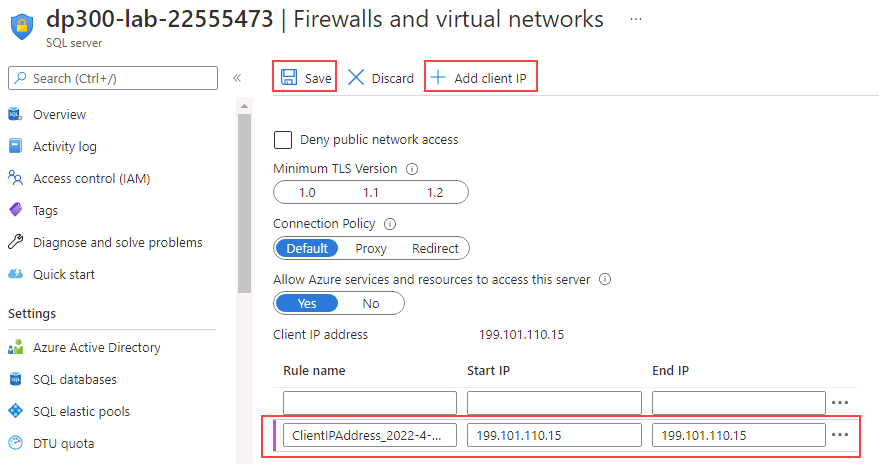 dp300-lab-22555473 | Firewalls and virtual networks ...
SQL server
Search (Ctrl+/) «
Save Discard Add client IP
Overview
Activity log
Access control (IAM)
Tags
Diagnose and solve problems
Quick start
Settings
Azure Active Directory
SQL databases
SQL elastic pools
DTU quota
Deny public network access
Minimum TLS Version
1.0 1.1 1.2
Connection Policy
Default Proxy Redirect
Allow Azure services and resources to access this server
Yes No
Client IP address 199.101.110.15
Rule name Start IP End IP
...
ClientIPAddress_2022-4-... 199.101.110.15 199.101.110.15 ...